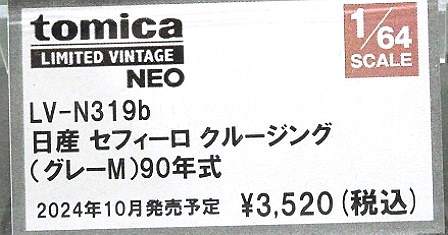 tomica
LIMITED VINTAGE
NEO
1/64
SCALE
LV-N319b
日産 セフィーロ クルージング
(グレーM)90年式
2024年10月発売予定 ¥3,520(税込)